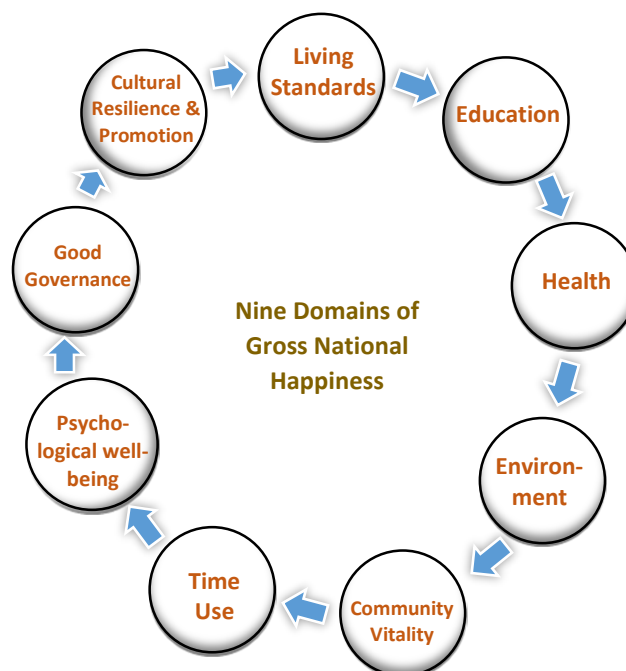 Living
Standards
Education
Health
Environ-
ment
Community
Vitality
Time
Use
Psycho-
logical well-
being
Good
Governance
Cultural
Resilience &
Promotion
Nine Domains of
Gross National
Happiness